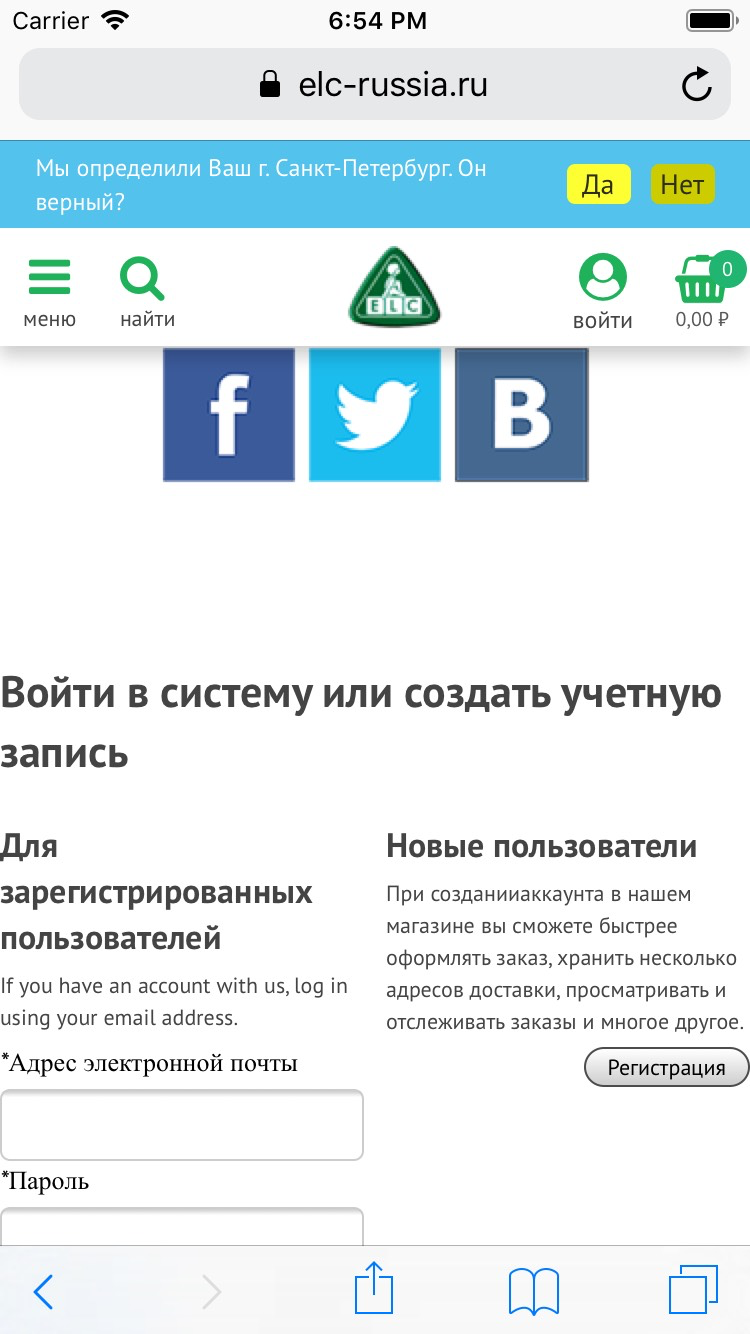 Carrier 6:54 PM
elc-russia.ru
Мы определили Ваш г. Санкт-Петербург. Он
верный?
Да Нет
меню найти ELC войти 0
0,00 ₽
f B
Войти в систему или создать учетную
запись
Для
зарегистрированных
пользователей
If you have an account with us, log in
using your email address.
*Адрес электронной почты
*Пароль
Новые пользователи
При созданииаккаунта в нашем
магазине вы сможете быстрее
оформлять заказ, хранить несколько
адресов доставки, просматривать и
отслеживать заказы и многое другое.
Регистрация